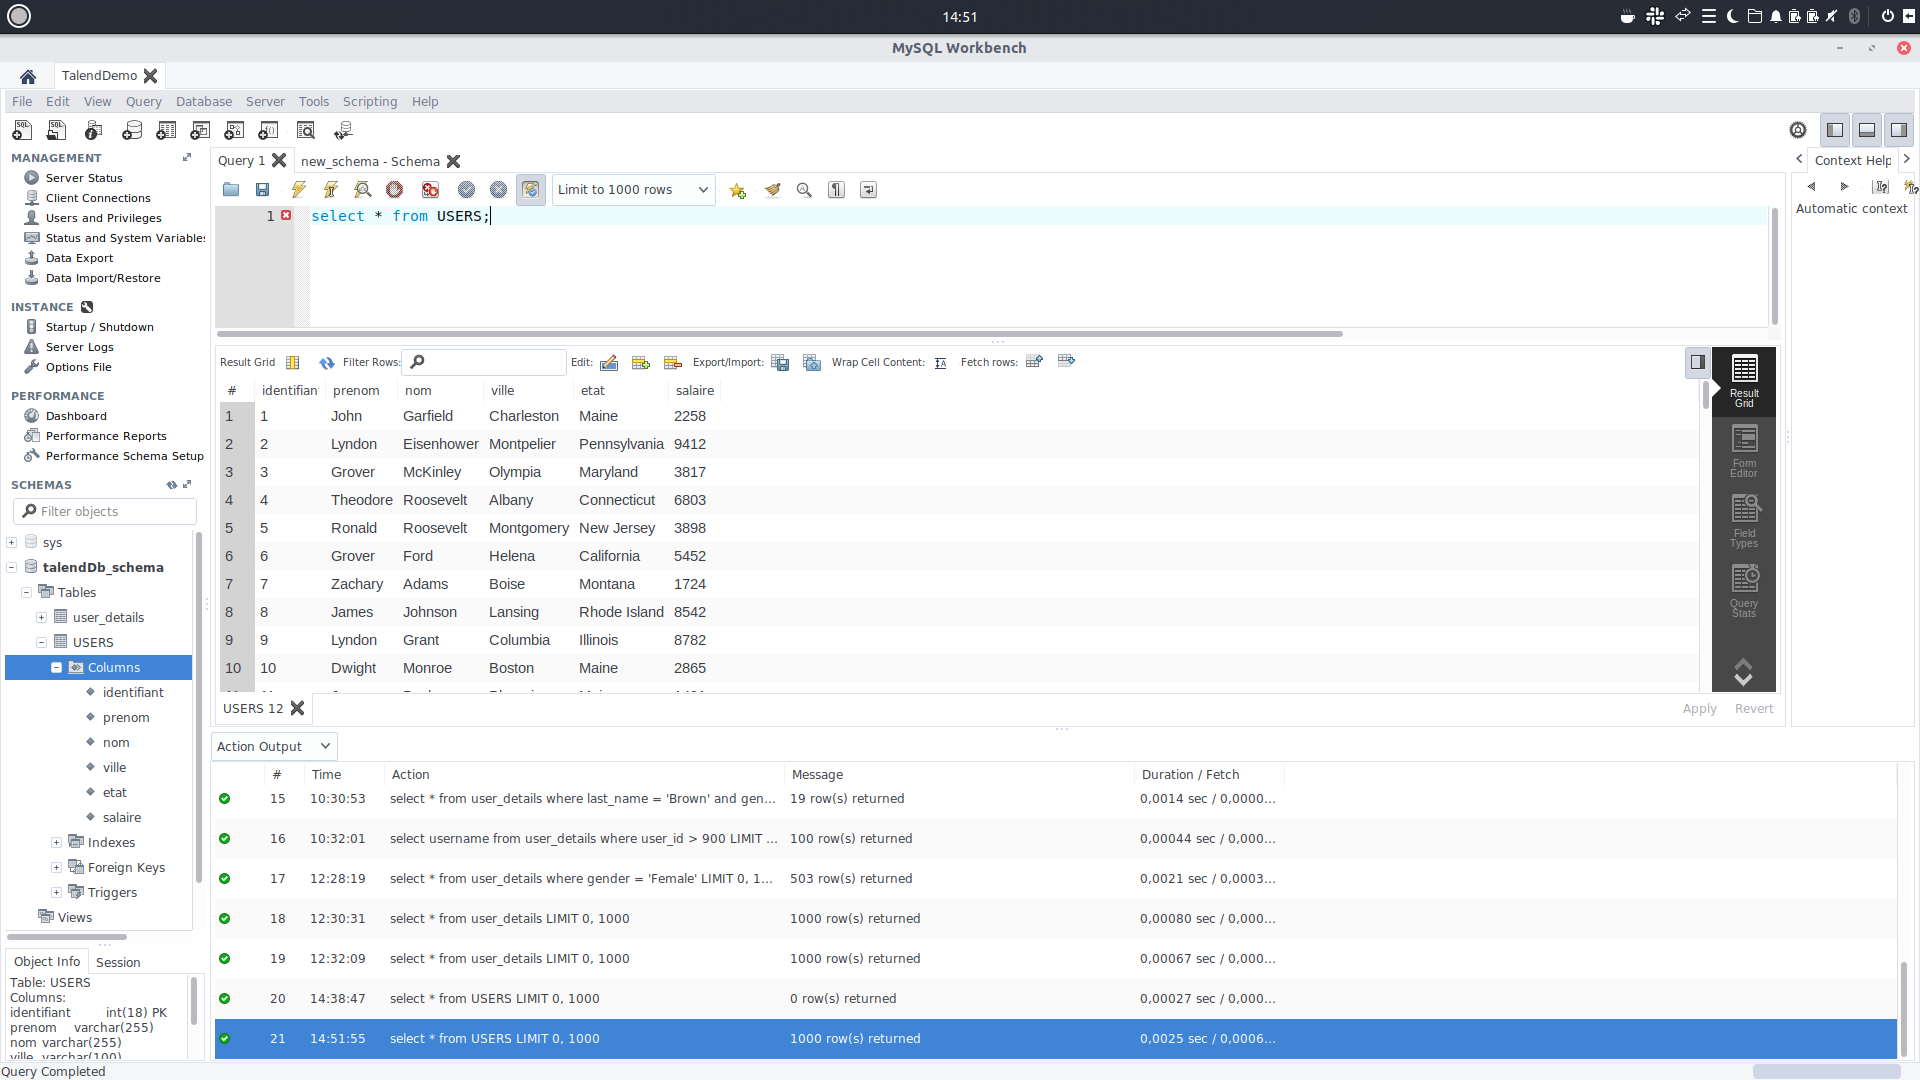 14:51
MySQL Workbench
TalendDemo
File Edit View Query Database Server Tools Scripting Help
MANAGEMENT
Server Status
Client Connections
Users and Privileges
Status and System Variable
Data Export
Data Import/Restore
INSTANCE
Startup / Shutdown
Server Logs
Options File
PERFORMANCE
Dashboard
Performance Reports
Performance Schema Setup
SCHEMAS
Filter objects
sys
talendDb_schema
Tables
user_details
USERS
Columns
identifiant
prenom
nom
ville
etat
salaire
Indexes
Foreign Keys
Triggers
Views
Object Info Session
Table: USERS
Columns:
identifiant int(18) PK
prenom varchar(255)
nom varchar(255)
ville varchar(100)
Query Completed
Query 1 new_schema - Schema
Limit to 1000 rows
1 select * from USERS;
Result Grid Filter Rows: Edit: Export/Import: Wrap Cell Content: Fetch rows:
# identifiant prenom nom ville etat salaire
1 1 John Garfield Charleston Maine 2258
2 2 Lyndon Eisenhower Montpelier Pennsylvania 9412
3 3 Grover McKinley Olympia Maryland 3817
4 4 Theodore Roosevelt Albany Connecticut 6803
5 5 Ronald Roosevelt Montgomery New Jersey 3898
6 6 Grover Ford Helena California 5452
7 7 Zachary Adams Boise Montana 1724
8 8 James Johnson Lansing Rhode Island 8542
9 9 Lyndon Grant Columbia Illinois 8782
10 10 Dwight Monroe Boston Maine 2865
Result
Grid
Form
Editor
Field
Types
Query
Stats
USERS 12
Apply Revert
Context Help
Automatic context
Action Output
# Time Action Message Duration / Fetch
15 10:30:53 select * from user_details where last_name = 'Brown' and gen... 19 row(s) returned 0,0014 sec / 0,0000...
16 10:32:01 select username from user_details where user_id > 900 LIMIT ... 100 row(s) returned 0,00044 sec / 0,000...
17 12:28:19 select * from user_details where gender = 'Female' LIMIT 0, 1... 503 row(s) returned 0,0021 sec / 0,0003...
18 12:30:31 select * from user_details LIMIT 0, 1000 1000 row(s) returned 0,00080 sec / 0,000...
19 12:32:09 select * from user_details LIMIT 0, 1000 1000 row(s) returned 0,00067 sec / 0,000...
20 14:38:47 select * from USERS LIMIT 0, 1000 0 row(s) returned 0,00027 sec / 0,000...
21 14:51:55 select * from USERS LIMIT 0, 1000 1000 row(s) returned 0,0025 sec / 0,0006...